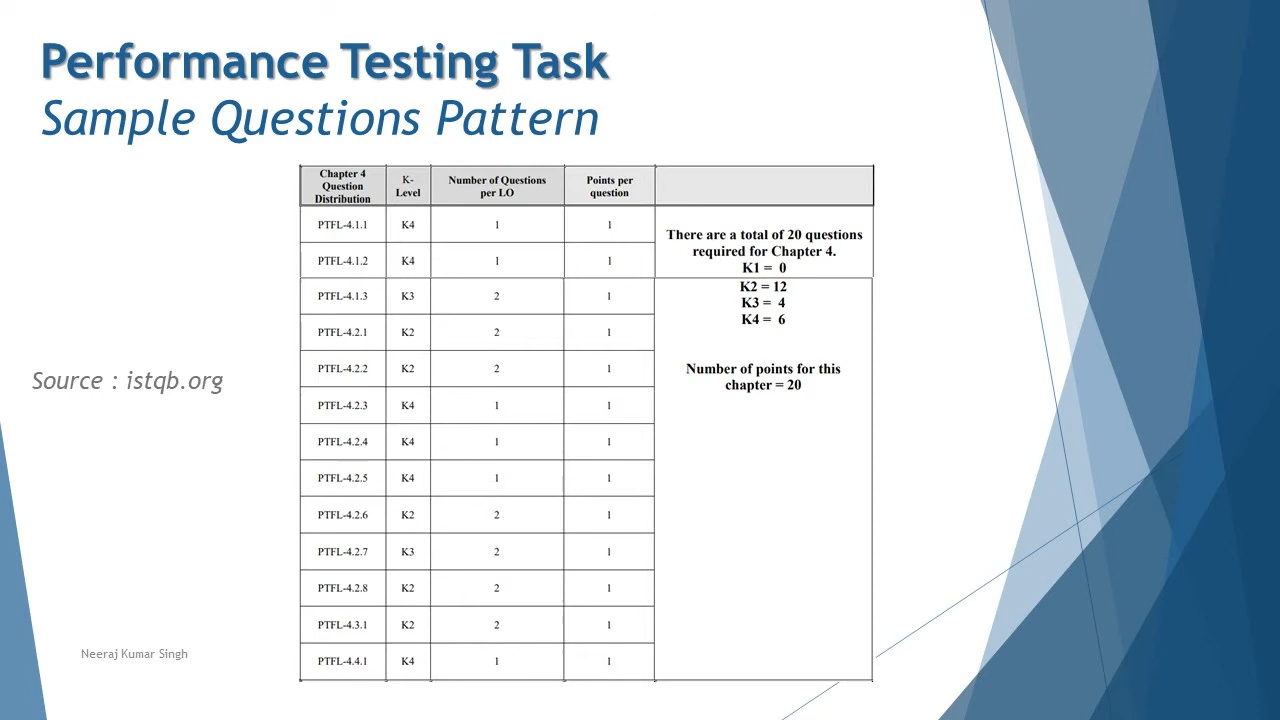 Performance Testing Task
Sample Questions Pattern
Chapter 4 Question Distribution K-Level Number of Questions per LO Points per question
PTFL-4.1.1 K4 1 1
PTFL-4.1.2 K4 1 1
PTFL-4.1.3 K3 2 1
PTFL-4.2.1 K2 2 1
PTFL-4.2.2 K2 2 1
PTFL-4.2.3 K4 1 1
PTFL-4.2.4 K4 1 1
PTFL-4.2.5 K4 1 1
PTFL-4.2.6 K2 2 1
PTFL-4.2.7 K3 2 1
PTFL-4.2.8 K2 2 1
PTFL-4.3.1 K2 2 1
PTFL-4.4.1 K4 1 1
There are a total of 20 questions
required for Chapter 4.
K1 = 0
K2 = 12
K3 = 4
K4 = 6
Number of points for this
chapter = 20
Source : istqb.org
Neeraj Kumar Singh